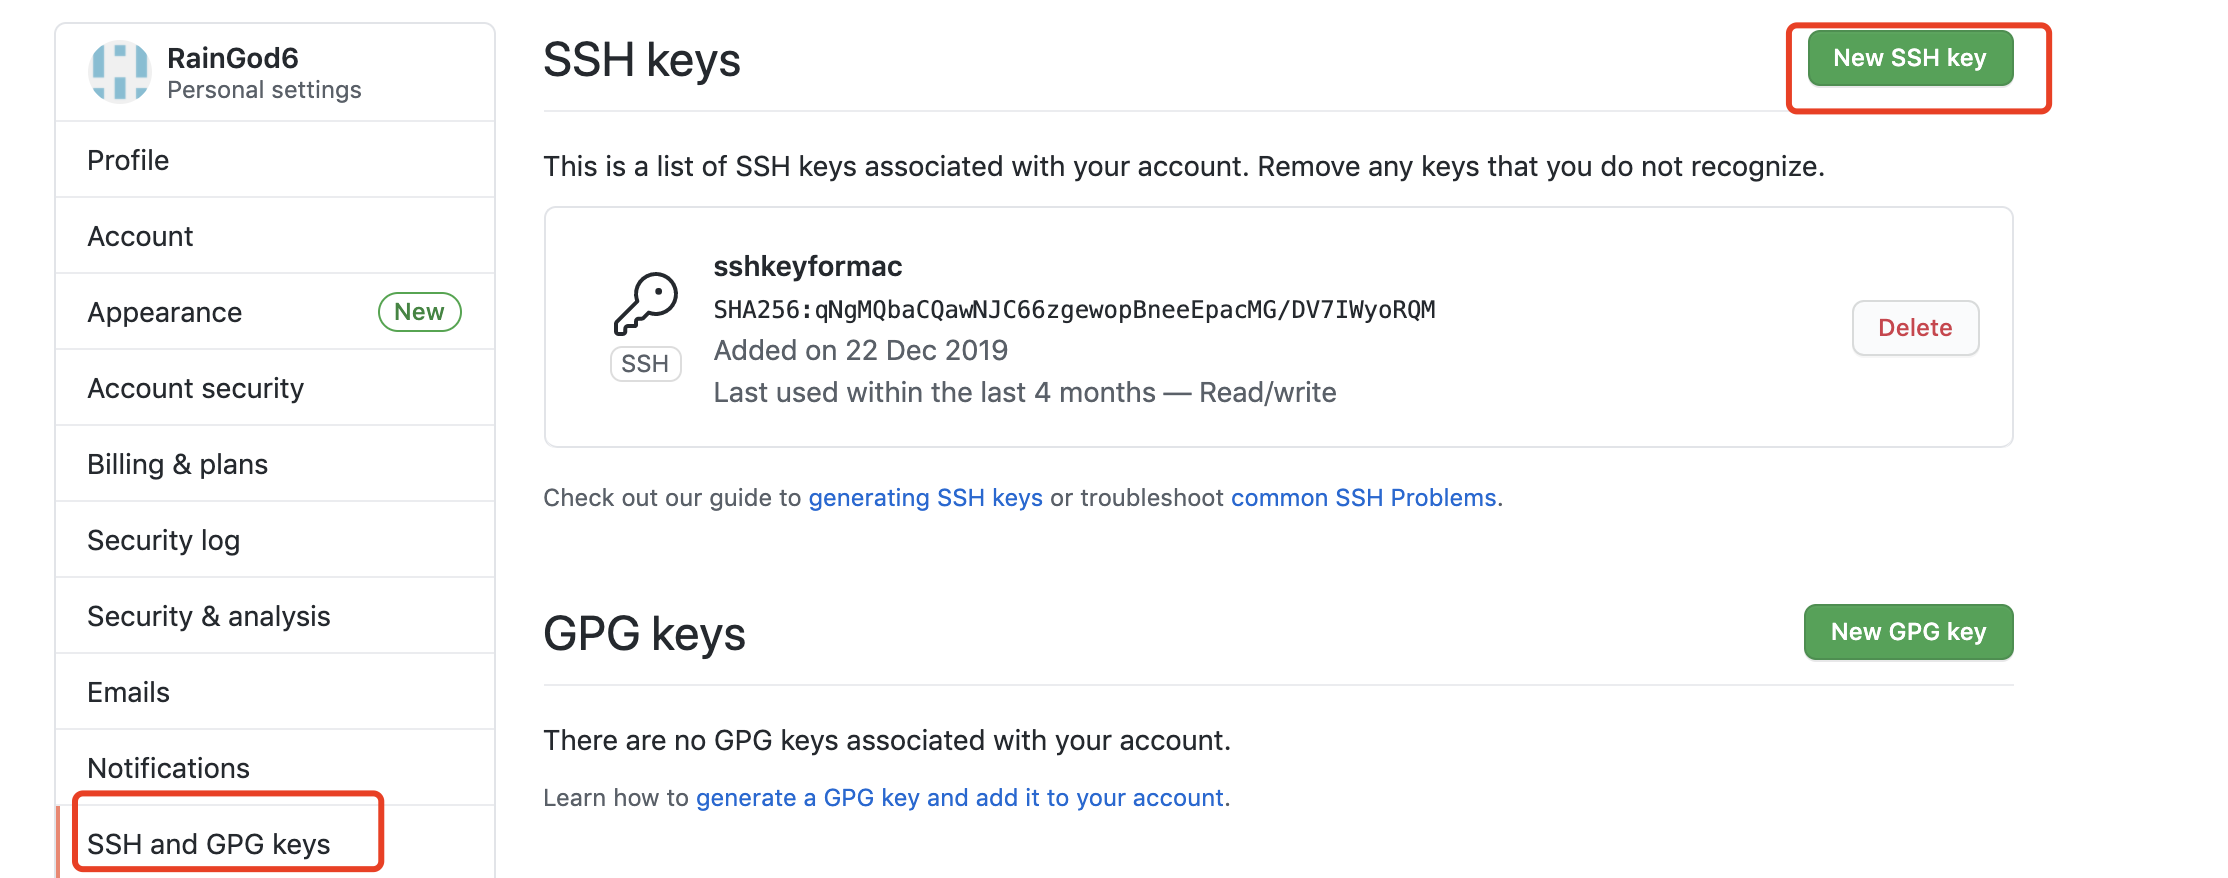 RainGod6
Personal settings
Profile
Account
Appearance
New
Account security
Billing & plans
Security log
Security & analysis
Emails
Notifications
SSH and GPG keys
SSH keys
New SSH key
This is a list of SSH keys associated with your account. Remove any keys that you do not recognize.
sshkeyformac
SHA256:qNgMQbaCQawNJC66zgewopBneeEpacMG/DV7IWyoRQM
Added on 22 Dec 2019
Last used within the last 4 months — Read/write
SSH
Delete
Check out our guide to generating SSH keys or troubleshoot common SSH Problems.
GPG keys
New GPG key
There are no GPG keys associated with your account.
Learn how to generate a GPG key and add it to your account.